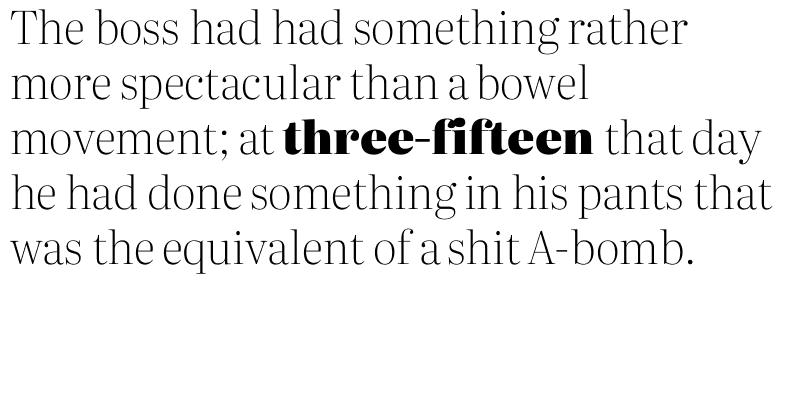 The boss had had something rather
more spectacular than a bowel
movement; at three-fifteen that day
he had done something in his pants that
was the equivalent of a shit A-bomb.